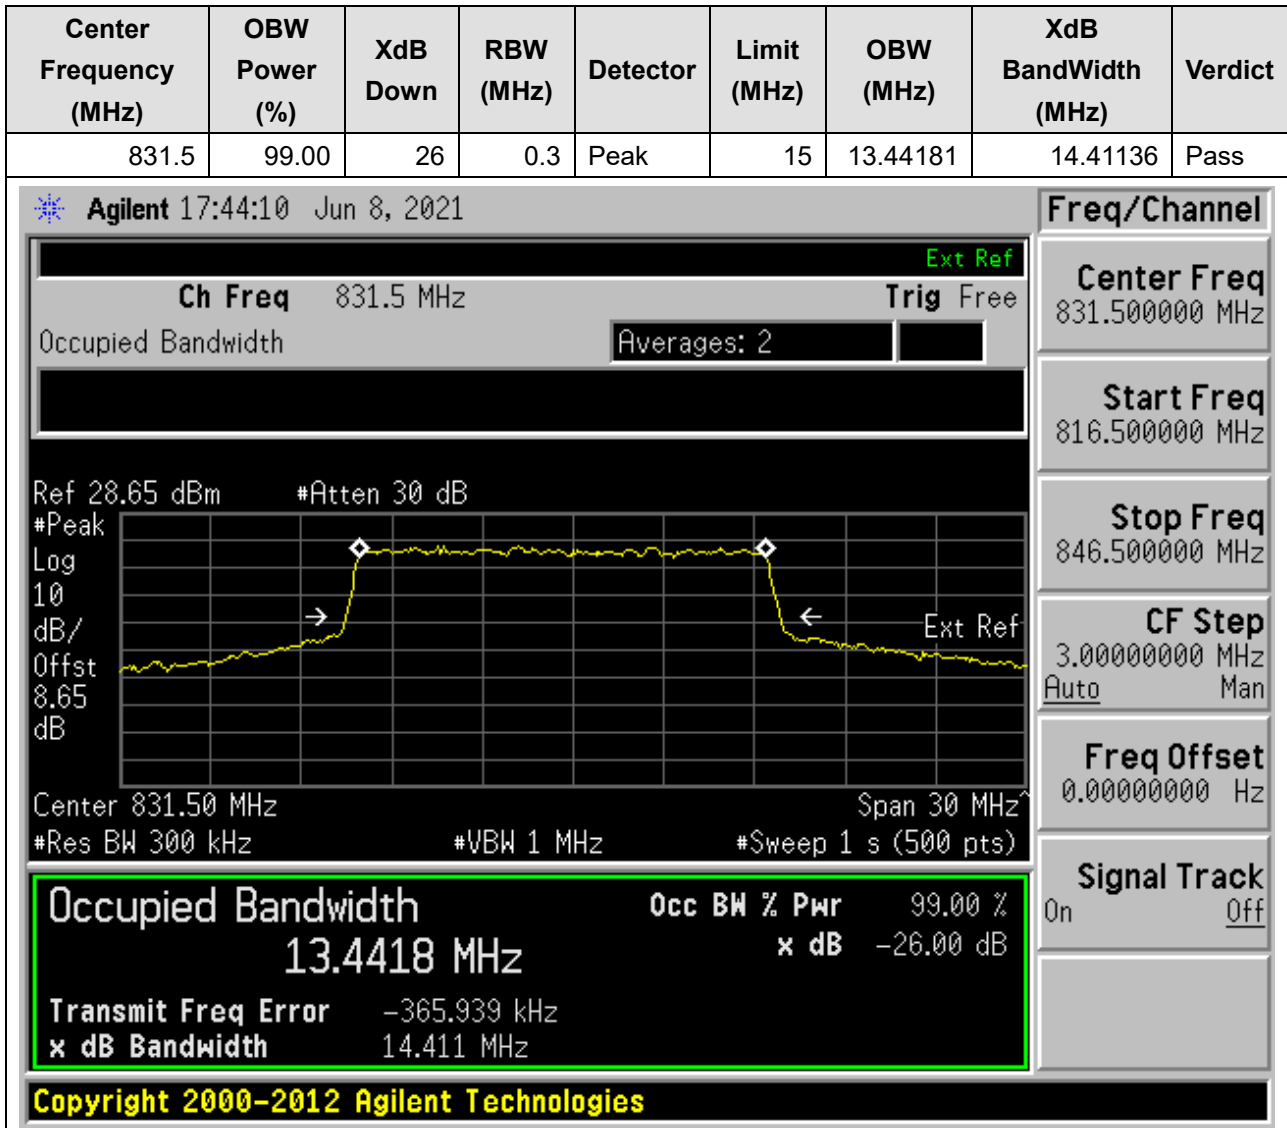 Center Frequency (MHz) OBW Power (%) XdB Down RBW (MHz) Detector Limit (MHz) OBW (MHz) XdB BandWidth (MHz) Verdict
831.5 99.00 26 0.3 Peak 15 13.44181 14.41136 Pass
Agilent 17:44:10 Jun 8, 2021
Freq/Channel
Ext Ref
Ch Freq 831.5 MHz Trig Free
Occupied Bandwidth Averages: 2
Center Freq
831.500000 MHz
Start Freq
816.500000 MHz
Stop Freq
846.500000 MHz
CF Step
3.00000000 MHz
Auto Man
Freq Offset
0.00000000 Hz
Signal Track
On Off
Ref 28.65 dBm #Atten 30 dB
#Peak
Log
10
dB/
Offst
8.65
dB
Ext Ref
Center 831.50 MHz Span 30 MHz^
#Res BW 300 kHz #VBW 1 MHz #Sweep 1 s (500 pts)
Occupied Bandwidth Occ BW % Pwr 99.00 %
13.4418 MHz x dB -26.00 dB
Transmit Freq Error -365.939 kHz
x dB Bandwidth 14.411 MHz
Copyright 2000-2012 Agilent Technologies